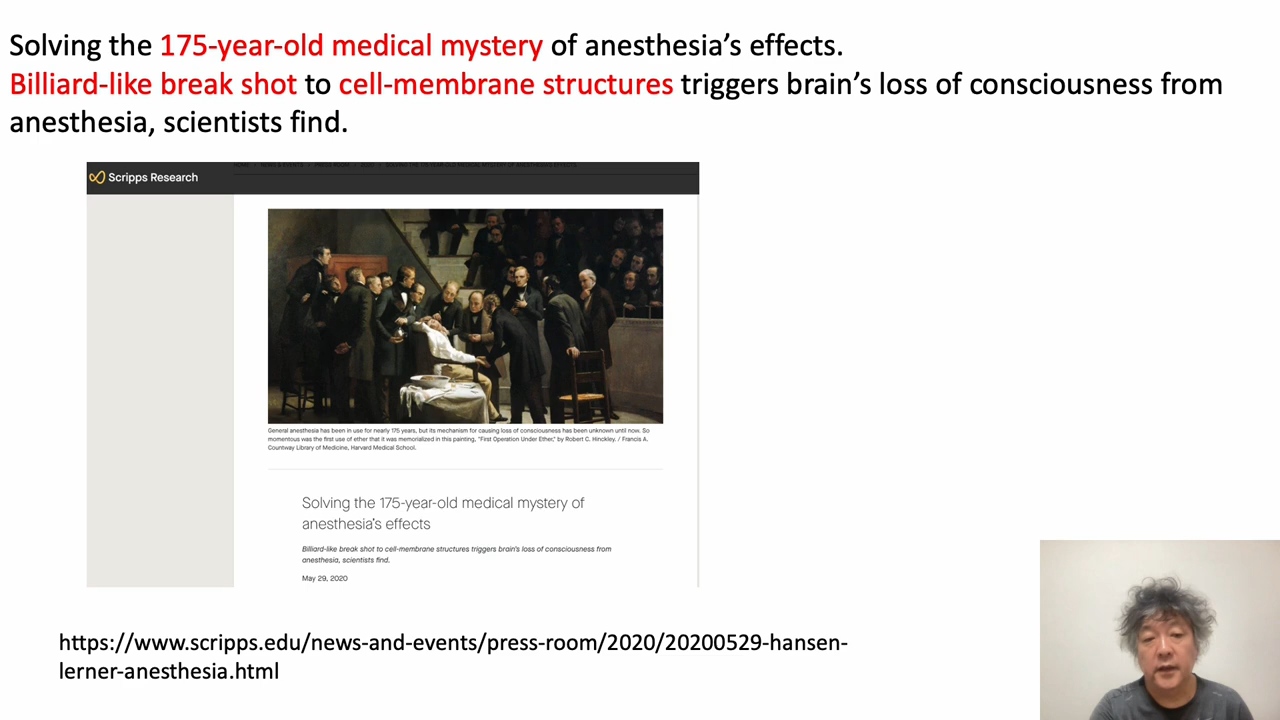 Solving the 175-year-old medical mystery of anesthesia’s effects.
Billiard-like break shot to cell-membrane structures triggers brain’s loss of consciousness from
anesthesia, scientists find.
Scripps Research
General anesthesia has been in use for nearly 175 years, but its mechanism for causing loss of consciousness has been unknown until now. So
momentous was the first use of ether that it was memorialized in this painting, "First Operation Under Ether," by Robert C. Hinckley. / Francis A.
Countway Library of Medicine, Harvard Medical School.
Solving the 175-year-old medical mystery of
anesthesia's effects
Billiard-like break shot to cell-membrane structures triggers brain's loss of consciousness from
anesthesia, scientists find.
May 29, 2020
https://www.scripps.edu/news-and-events/press-room/2020/20200529-hansen-
lerner-anesthesia.html